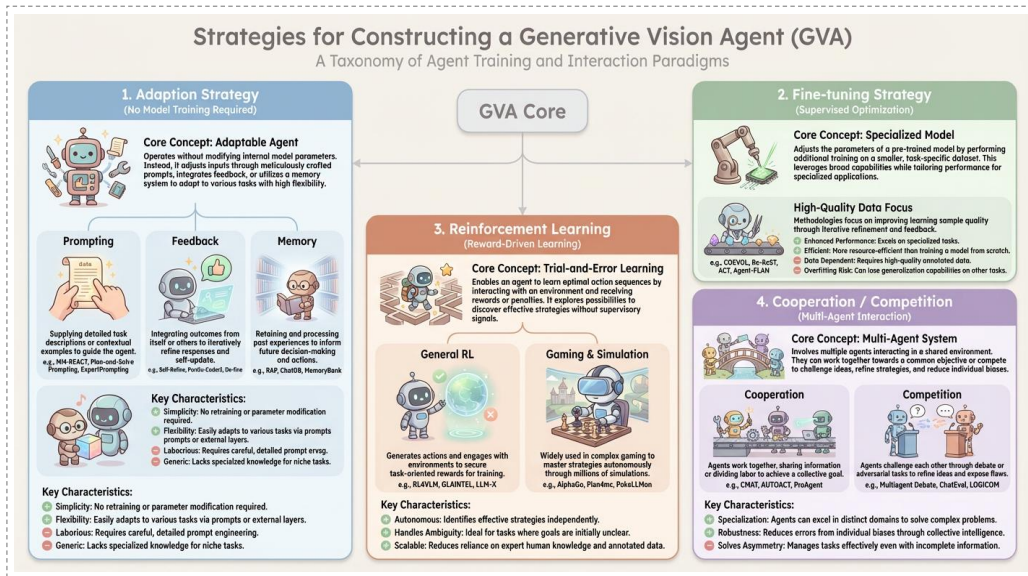 Strategies for Constructing a Generative Vision Agent (GVA)
A Taxonomy of Agent Training and Interaction Paradigms
GVA Core
1. Adaption Strategy
(No Model Training Required)
Core Concept: Adaptable Agent
Operates without modifying internal model parameters.
Instead, it adjusts inputs through meticulously crafted
prompts, integrates feedback, or utilizes a memory
system to adapt to various tasks with high flexibility.
Prompting
data
Supplying detailed task
descriptions or contextual
examples to guide the agent.
e.g., MM-REACT, Plan-and-Solve
Prompting, ExpertPrompting
Feedback
Integrating outcomes from
itself or others to iteratively
refine responses and
self-update.
e.g., Self-Refine, PonGu-Coder3, De-fine
Memory
Retaining and processing
past experiences to inform
future decision-making
and actions.
e.g., RAP, ChatDB, MemoryBank
Key Characteristics:
Simplicity: No retraining or parameter modification
required.
Flexibility: Easily adapts to various tasks via prompts
prompts or external layers.
Laborious: Requires careful, detailed prompt ervsg.
Generic: Lacks specialized knowledge for niche tasks.
Key Characteristics:
Simplicity: No retraining or parameter modification required.
Flexibility: Easily adapts to various tasks via prompts or external layers.
Laborious: Requires careful, detailed prompt engineering.
Generic: Lacks specialized knowledge for niche tasks.
3. Reinforcement Learning
(Reward-Driven Learning)
Core Concept: Trial-and-Error Learning
Enables an agent to learn optimal action sequences by
interacting with an environment and receiving
rewards or penalties. It explores possibilities to
discover effective strategies without supervisory
signals.
General RL
Generates actions and engages with
environments to secure
task-oriented rewards for training.
e.g., RL4VLM, GLAINTEL, LLM-X
Gaming & Simulation
Widely used in complex gaming to
master strategies autonomously
through millions of simulations.
e.g., AlphaGo, Plan4mc, PokeLLMon
Key Characteristics:
Autonomous: Identifies effective strategies independently.
Handles Ambiguity: Ideal for tasks where goals are initially unclear.
Scalable: Reduces reliance on expert human knowledge and annotated data.
2. Fine-tuning Strategy
(Supervised Optimization)
Core Concept: Specialized Model
Adjusts the parameters of a pre-trained model by performing
additional training on a smaller, task-specific dataset. This
leverages broad capabilities while tailoring performance for
specialized applications.
e.g., COEVOL, Re-ReST,
ACT, Agent-FLAN
High-Quality Data Focus
Methodologies focus on improving learning sample quality
through iterative refinement and feedback.
Enhanced Performance: Excels on specialized tasks.
Efficient: More resource-efficient than training a model from scratch.
Data Dependent: Requires high-quality annotated data.
Overfitting Risk: Can lose generalization capabilities on other tasks.
4. Cooperation / Competition
(Multi-Agent Interaction)
Core Concept: Multi-Agent System
Involves multiple agents interacting in a shared environment.
They can work together towards a common objective or compete
to challenge ideas, refine strategies, and reduce individual biases.
Cooperation
Agents work together, sharing information
or dividing labor to achieve a collective goal.
e.g., CMAT, AUTOACT, ProAgent
Competition
Agents challenge each other through debate or
adversarial tasks to refine ideas and expose flaws.
e.g., Multiagent Debate, ChatEval, LOGICOM
Key Characteristics:
Specialization: Agents can excel in distinct domains to solve complex problems.
Robustness: Reduces errors from individual biases through collective intelligence.
Solves Asymmetry: Manages tasks effectively even with incomplete information.